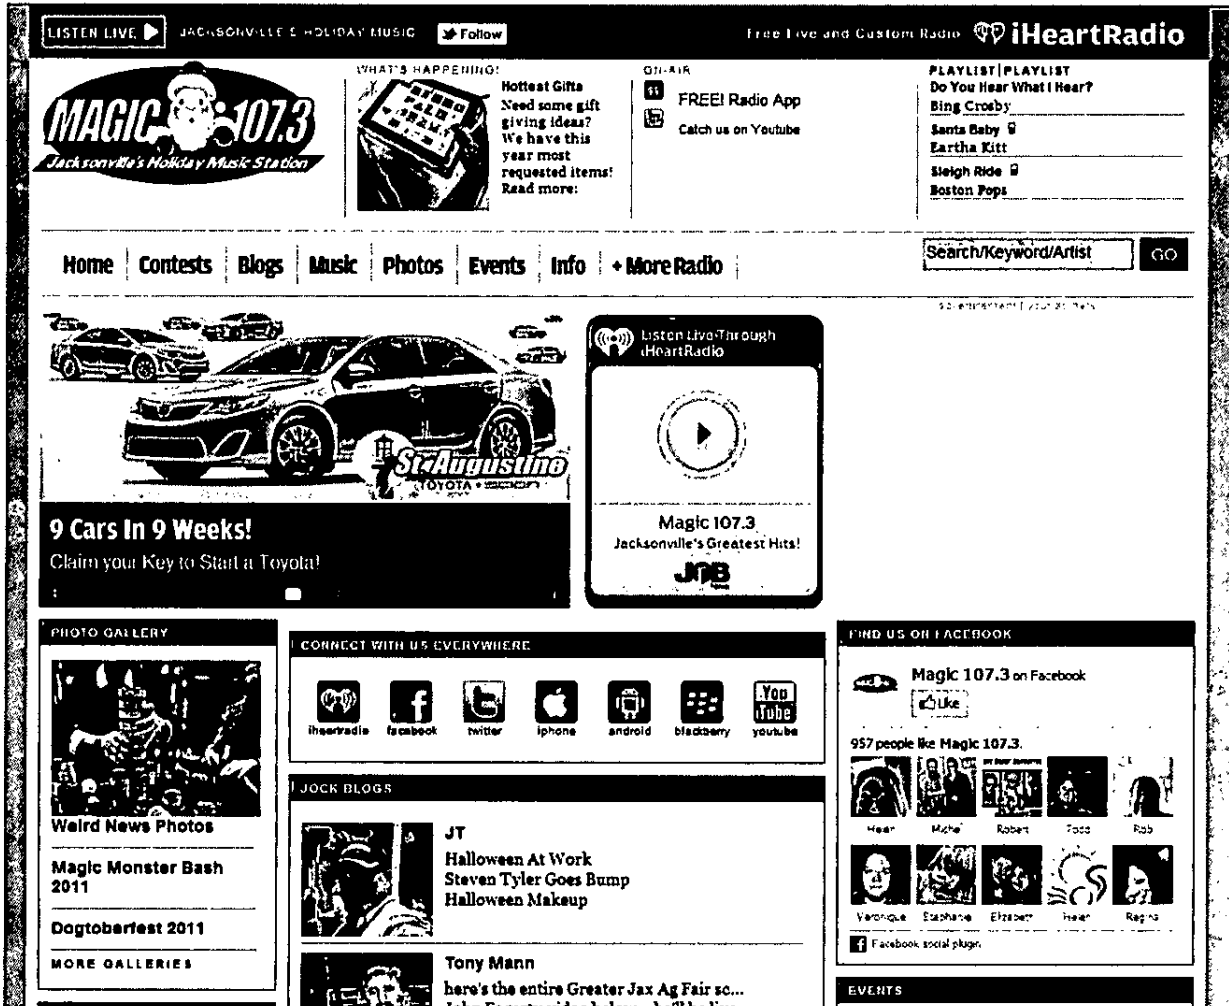 LISTEN LIVE
JACKSONVILLE'S HOLIDAY MUSIC
Follow
Free Live and Custom Radio
iHeartRadio
MAGIC 107.3
Jacksonville's Holiday Music Station
WHAT'S HAPPENING!
Hottest Gifts
Need some gift
giving ideas?
We have this
year most
requested items!
Read more:
ON-AIR
FREE! Radio App
Catch us on Youtube
PLAYLIST|PLAYLIST
Do You Hear What I Hear?
Bing Crosby
Santa Baby
Eartha Kitt
Sleigh Ride
Boston Pops
Home
Contests
Blogs
Music
Photos
Events
Info
+ More Radio
Search/Keyword/Artist
GO
St. Augustine
TOYOTA
9 Cars In 9 Weeks!
Claim your Key to Start a Toyota!
Listen Live Through
iHeartRadio
Magic 107.3
Jacksonville's Greatest Hits!
PHOTO GALLERY
Weird News Photos
Magic Monster Bash
2011
Dogtoberfest 2011
MORE GALLERIES
CONNECT WITH US EVERYWHERE
iheartradio
facebook
twitter
iphone
android
blackberry
You
Tube
youtube
JOCK BLOGS
JT
Halloween At Work
Steven Tyler Goes Bump
Halloween Makeup
Tony Mann
here's the entire Greater Jax Ag Fair sc...
FIND US ON FACEBOOK
Magic 107.3 on Facebook
Like
957 people like Magic 107.3.
Robert
Todd
Rob
Veronique
Stephanie
Elizabeth
Helen
Regina
Facebook social plugin
EVENTS